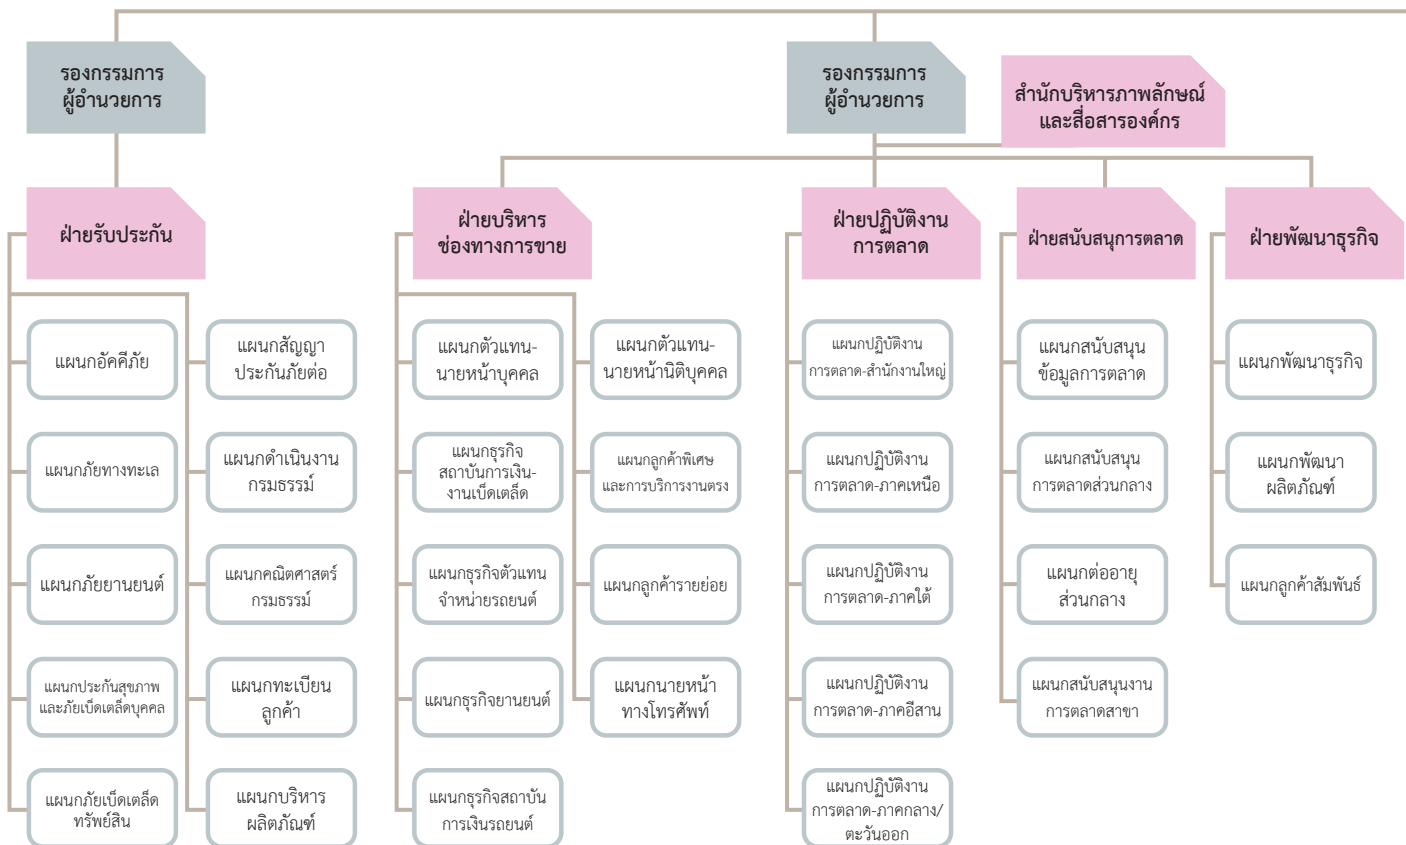 รองกรรมการ
ผู้อำนวยการ
รองกรรมการ
ผู้อำนวยการ
สำนักบริหารภาพลักษณ์
และสื่อสารองค์กร
ฝ่ายรับประกัน
ฝ่ายบริหาร
ช่องทางการขาย
ฝ่ายปฏิบัติงาน
การตลาด
ฝ่ายสนับสนุการตลาด
ฝ่ายพัฒนาธุรกิจ
แผนกอัคคีภัย
แผนกสัญญา
ประกันภัยต่อ
แผนกภัยทางทะเล
แผนกดำเนินงาน
กรมธรรม์
แผนกภัยยานยนต์
แผนกคณิตศาสตร์
กรมธรรม์
แผนกประกันสุขภาพ
และภัยเบ็ดเตล็ดบุคคล
แผนกทะเบียน
ลูกค้า
แผนกภัยเบ็ดเตล็ด
ทรัพย์สิน
แผนกบริหาร
ผลิตภัณฑ์
แผนกตัวแทน-
นายหน้าบุคคล
แผนกตัวแทน-
นายหน้านิติบุคคล
แผนกธุรกิจ
สถาบันการเงิน-
งานเบ็ดเตล็ด
แผนกลูกค้าพิเศษ
และการบริการงานตรง
แผนกธุรกิจตัวแทน
จำหน่ายรถยนต์
แผนกลูกค้ารายย่อย
แผนกธุรกิจยานยนต์
แผนกนายหน้า
ทางโทรศัพท์
แผนกธุรกิจสถาบัน
การเงินรถยนต์
แผนกปฏิบัติงาน
การตลาด-สำนักงานใหญ่
แผนกปฏิบัติงาน
การตลาด-ภาคเหนือ
แผนกปฏิบัติงาน
การตลาด-ภาคใต้
แผนกปฏิบัติงาน
การตลาด-ภาคอีสาน
แผนกปฏิบัติงาน
การตลาด-ภาคกลาง/
ตะวันออก
แผนกสนับสนุน
ข้อมูลการตลาด
แผนกสนับสนุน
การตลาดส่วนกลาง
แผนกต่ออายุ
ส่วนกลาง
แผนกสนับสนุนงาน
การตลาดสาขา
แผนกพัฒนาธุรกิจ
แผนกพัฒนา
ผลิตภัณฑ์
แผนกลูกค้าสัมพันธ์